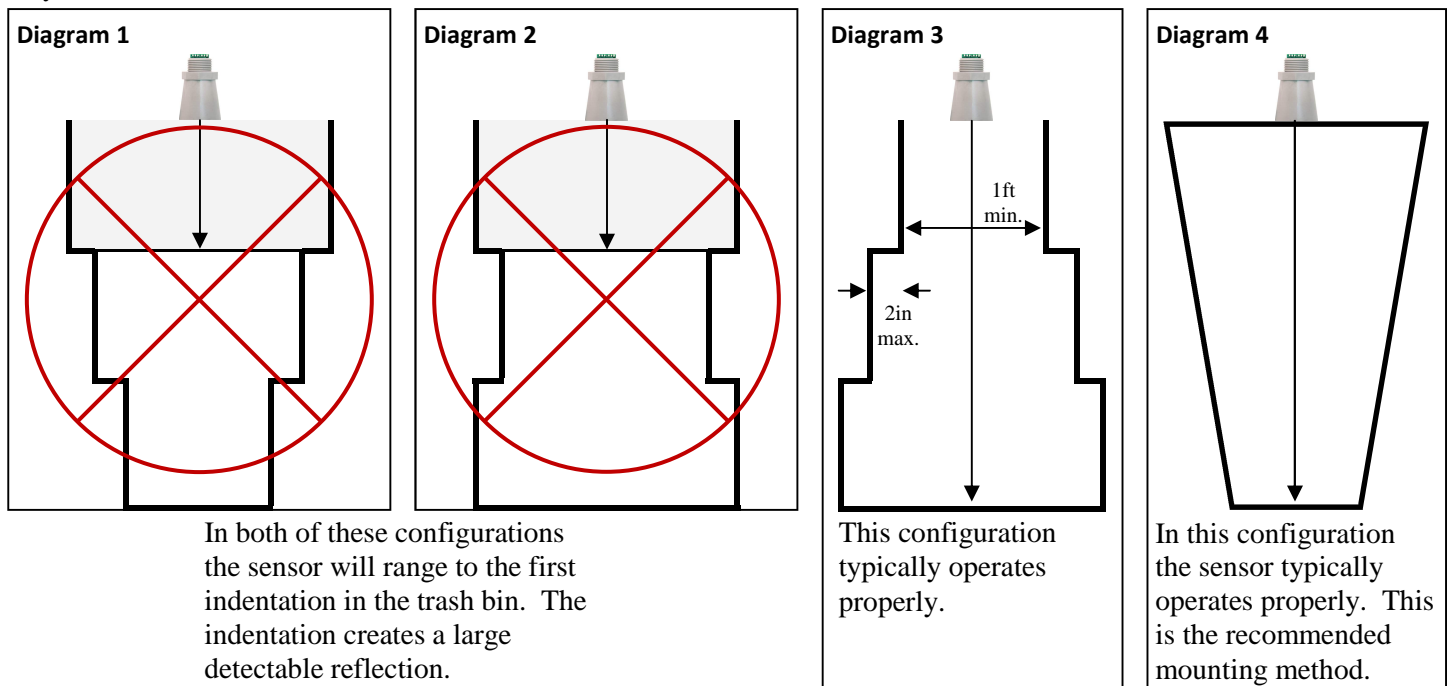 Diagram 1
Diagram 2
Diagram 3
Diagram 4
1ft
min.
2in
max.
In both of these configurations
the sensor will range to the first
indentation in the trash bin.  The
indentation creates a large
detectable reflection.
This configuration
typically operates
properly.
In this configuration
the sensor typically
operates properly.  This
is the recommended
mounting method.